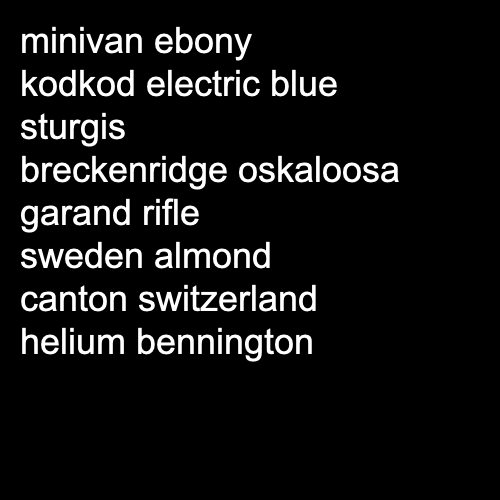 minivan ebony
kodkod electric blue
sturgis
breckenridge oskaloosa
garand rifle
sweden almond
canton switzerland
helium bennington